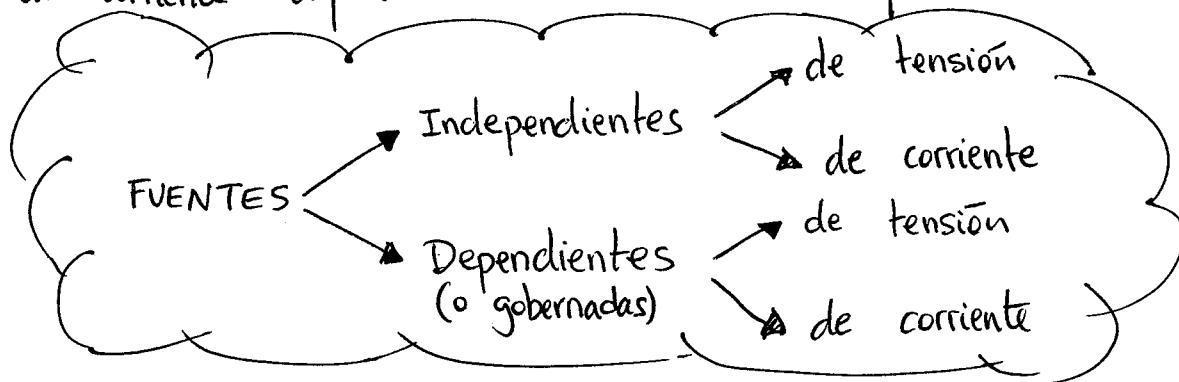 de tensión
Independientes
de corriente
FUENTES
de tensión
Dependientes
(o gobernadas)
de corriente